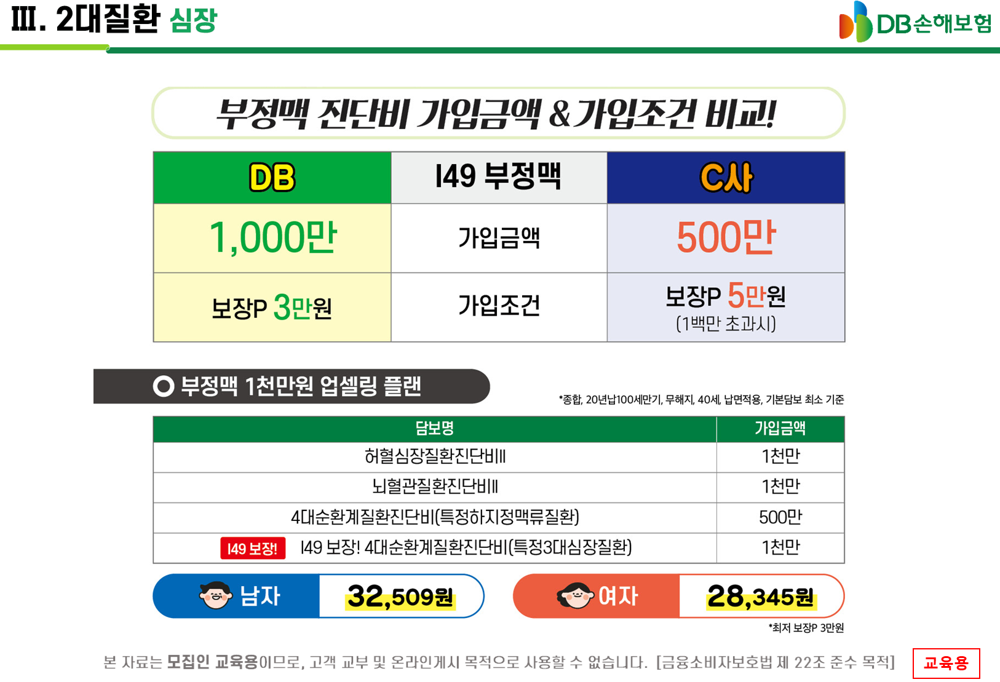 Ⅲ. 2대질환 심장
DB손해보험
부정맥 진단비 가입금액 & 가입조건 비교!
DB I49 부정맥 C사
1,000만 가입금액 500만
보장P 3만원 가입조건 보장P 5만원
(1백만 초과시)
부정맥 1천만원 업셀링 플랜
*종합, 20년납100세만기, 무해지, 40세, 납면적용, 기본담보 최소 기준
담보명 가입금액
허혈심장질환진단비Ⅱ 1천만
뇌혈관질환진단비Ⅱ 1천만
4대순환계질환진단비(특정하지정맥류질환) 500만
I49 보장! I49 보장! 4대순환계질환진단비(특정3대심장질환) 1천만
남자 32,509원 여자 28,345원
*최저 보장P 3만원
본 자료는 모집인 교육용이므로, 고객 교부 및 온라인게시 목적으로 사용할 수 없습니다. [금융소비자보호법 제 22조 준수 목적]
교육용